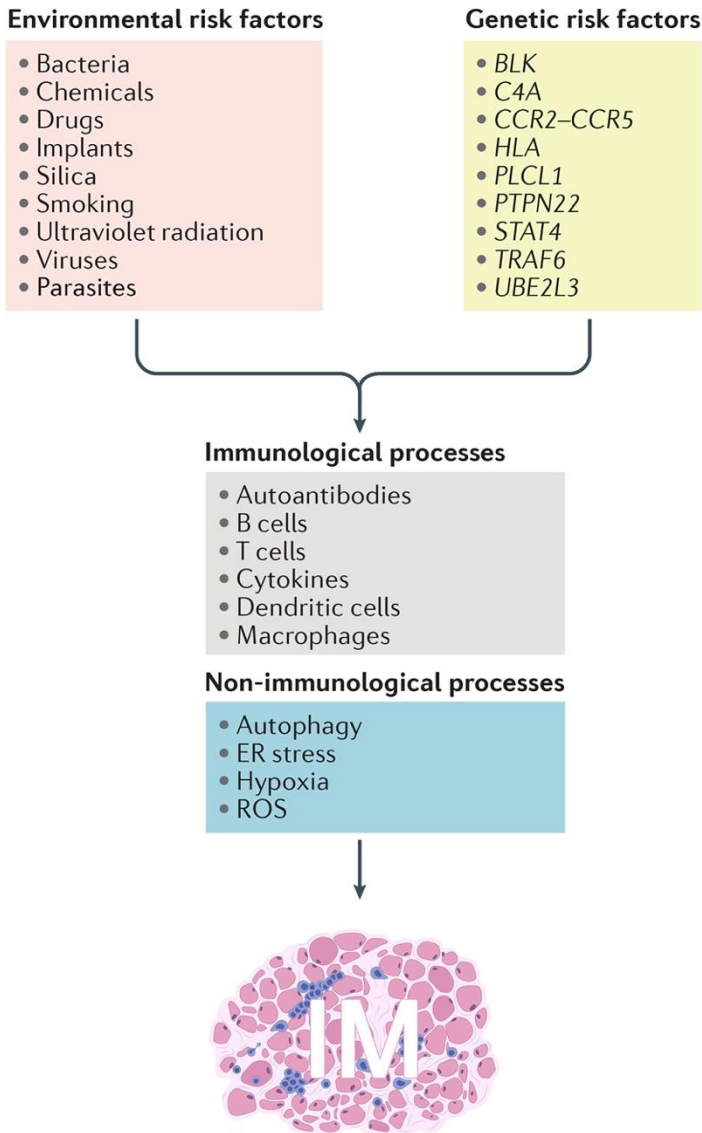 Environmental risk factors
• Bacteria
• Chemicals
• Drugs
• Implants
• Silica
• Smoking
• Ultraviolet radiation
• Viruses
• Parasites
Genetic risk factors
• BLK
• C4A
• CCR2–CCR5
• HLA
• PLCL1
• PTPN22
• STAT4
• TRAF6
• UBE2L3
Immunological processes
• Autoantibodies
• B cells
• T cells
• Cytokines
• Dendritic cells
• Macrophages
Non-immunological processes
• Autophagy
• ER stress
• Hypoxia
• ROS
IM